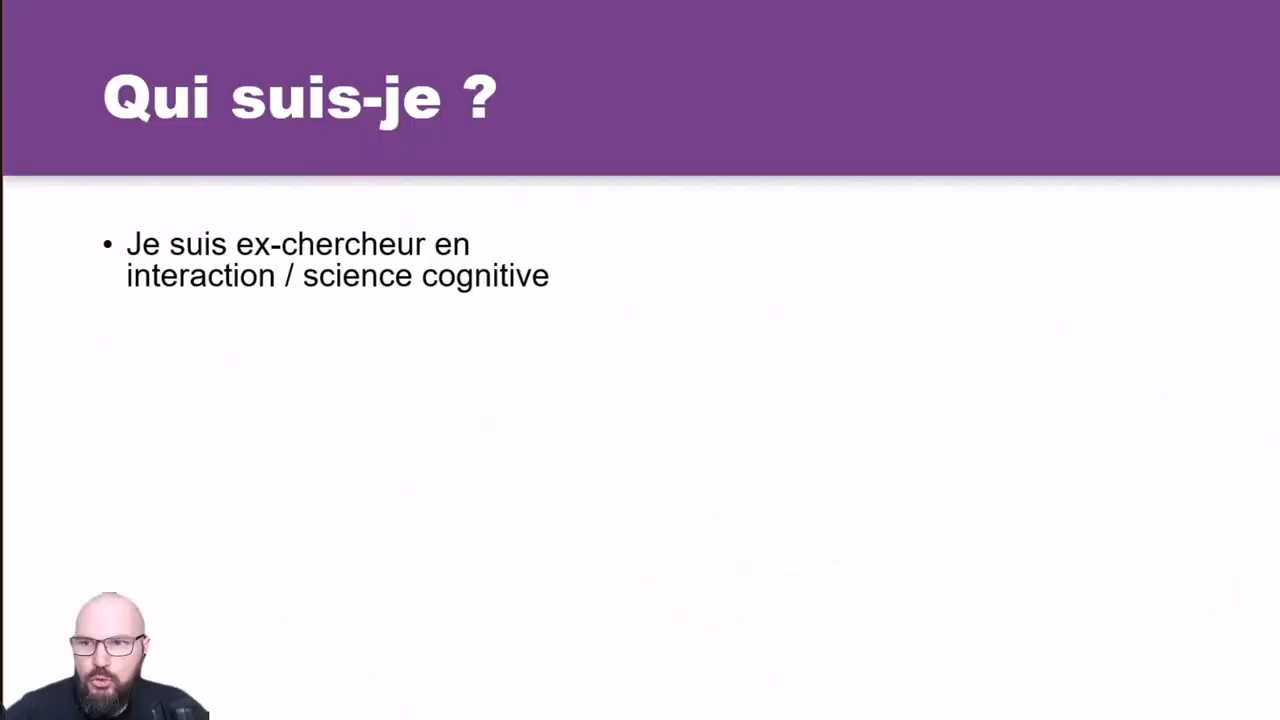 Qui suis-je ?
• Je suis ex-chercheur en
interaction / science cognitive